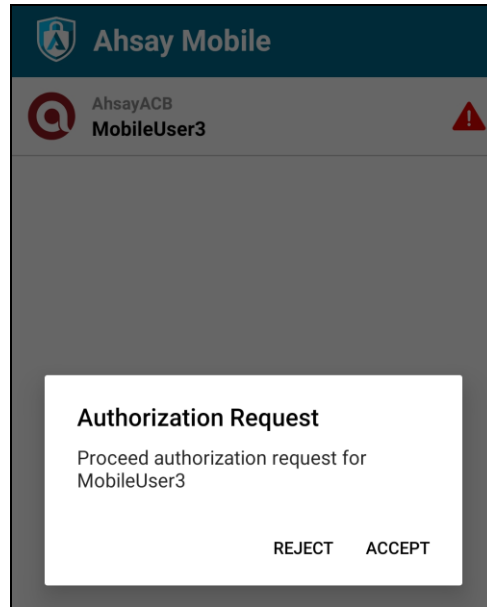 Ahsay Mobile
AhsayACB
MobileUser3
Authorization Request
Proceed authorization request for
MobileUser3
REJECT ACCEPT